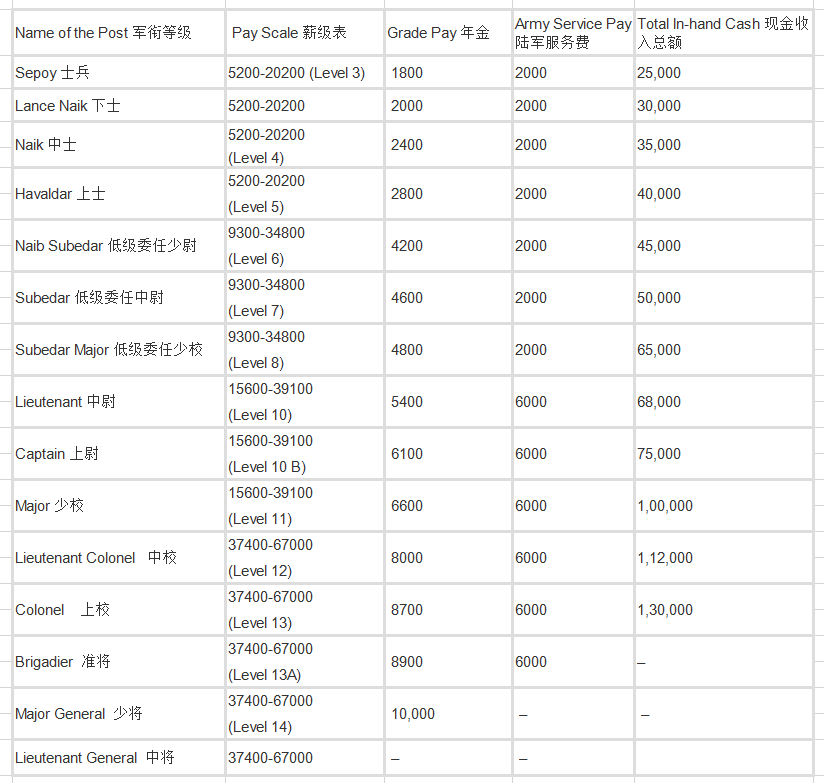 Name of the Post 军衔等级
Pay Scale 薪级表
Grade Pay 年金
Army Service Pay
陆军服务费
Total In-hand Cash 现金收
入总额
Sepoy 士兵
5200-20200 (Level 3)
1800
2000
25,000
Lance Naik 下士
5200-20200
2000
2000
30,000
Naik 中士
5200-20200
(Level 4)
2400
2000
35,000
Havaldar 上士
5200-20200
(Level 5)
2800
2000
40,000
Naib Subedar 低级委任少尉
9300-34800
(Level 6)
4200
2000
45,000
Subedar 低级委任中尉
9300-34800
(Level 7)
4600
2000
50,000
Subedar Major 低级委任少校
9300-34800
(Level 8)
4800
2000
65,000
Lieutenant 中尉
15600-39100
(Level 10)
5400
6000
68,000
Captain 上尉
15600-39100
(Level 10 B)
6100
6000
75,000
Major 少校
15600-39100
(Level 11)
6600
6000
1,00,000
Lieutenant Colonel 中校
37400-67000
(Level 12)
8000
6000
1,12,000
Colonel 上校
37400-67000
(Level 13)
8700
6000
1,30,000
Brigadier 准将
37400-67000
(Level 13A)
8900
6000
–
Major General 少将
37400-67000
(Level 14)
10,000
–
–
Lieutenant General 中将
37400-67000
–
–